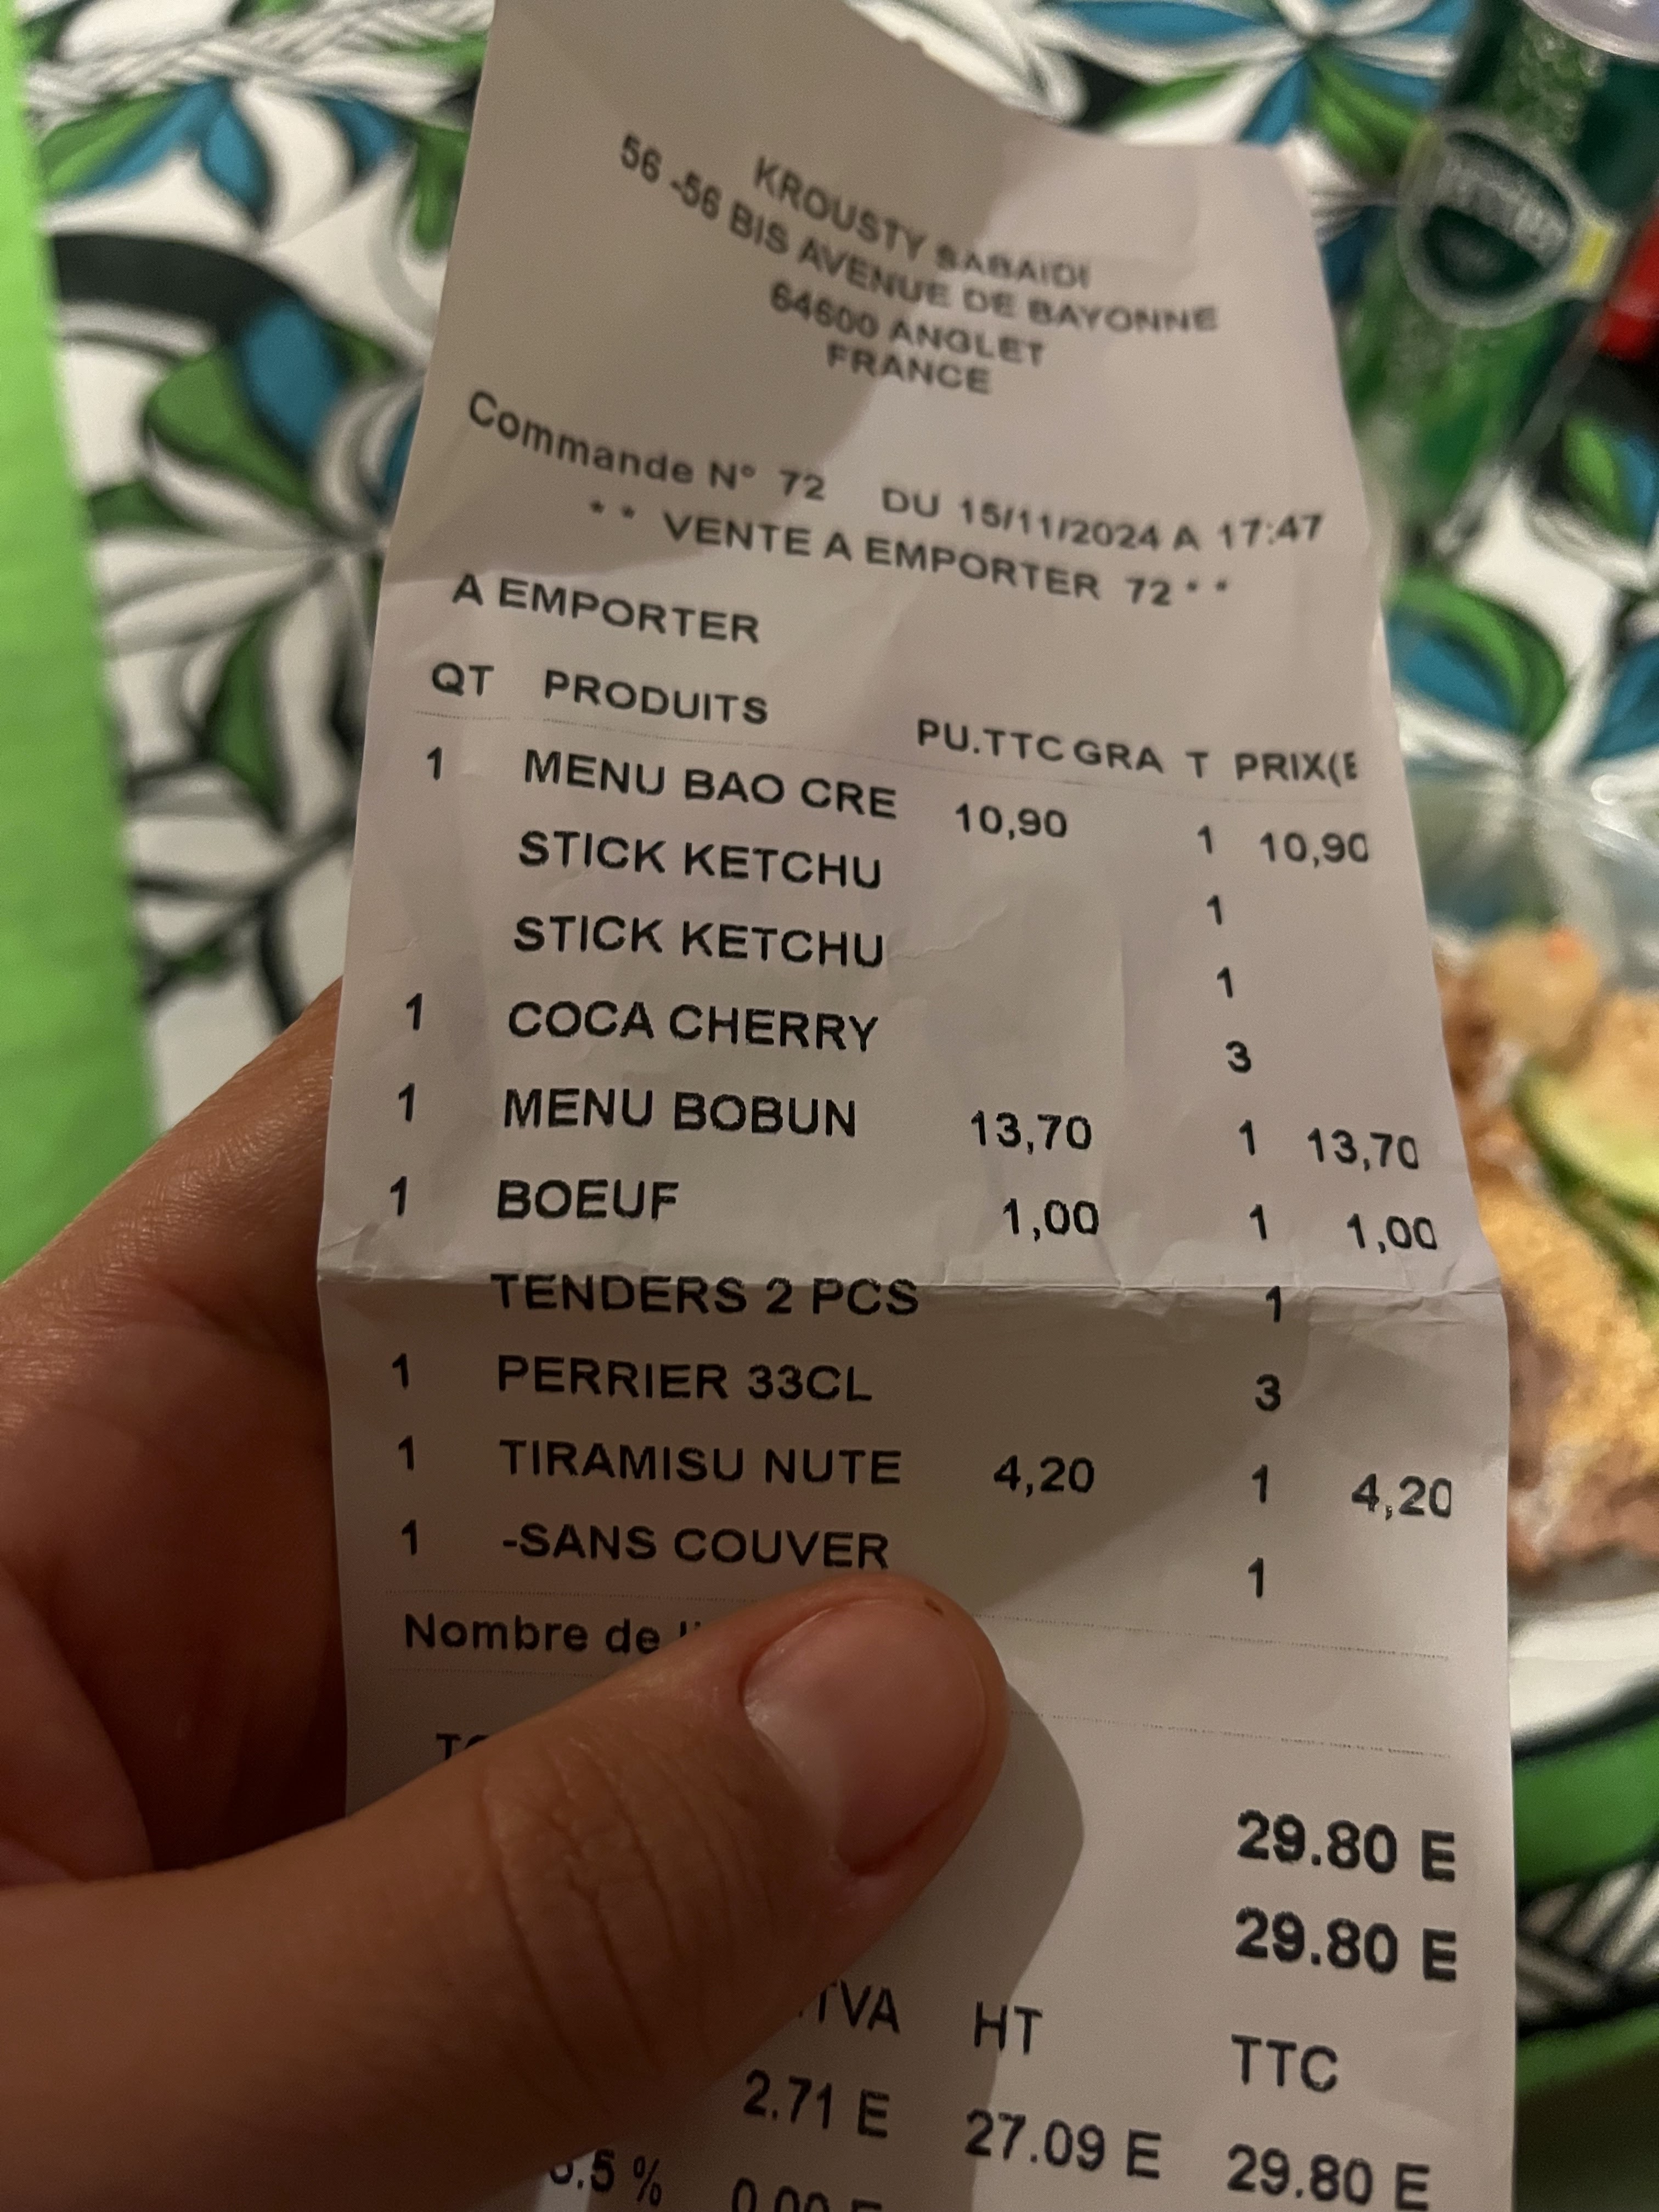 KROUSTY SABAIDI
56 -56 BIS AVENUE DE BAYONNE
64600 ANGLET
FRANCE
Commande N° 72 DU 15/11/2024 A 17:47
** VENTE A EMPORTER 72 **
A EMPORTER
QT PRODUITS PU.TTC GRA T PRIX(E
1 MENU BAO CRE 10,90 1 10,90
STICK KETCHU 1
STICK KETCHU 1
1 COCA CHERRY 3
1 MENU BOBUN 13,70 1 13,70
1 BOEUF 1,00 1 1,00
TENDERS 2 PCS 1
1 PERRIER 33CL 3
1 TIRAMISU NUTE 4,20 1 4,20
1 -SANS COUVER 1
Nombre de
29.80 E
29.80 E
TVA HT TTC
2.71 E 27.09 E 29.80 E
.5 % 0.00 E